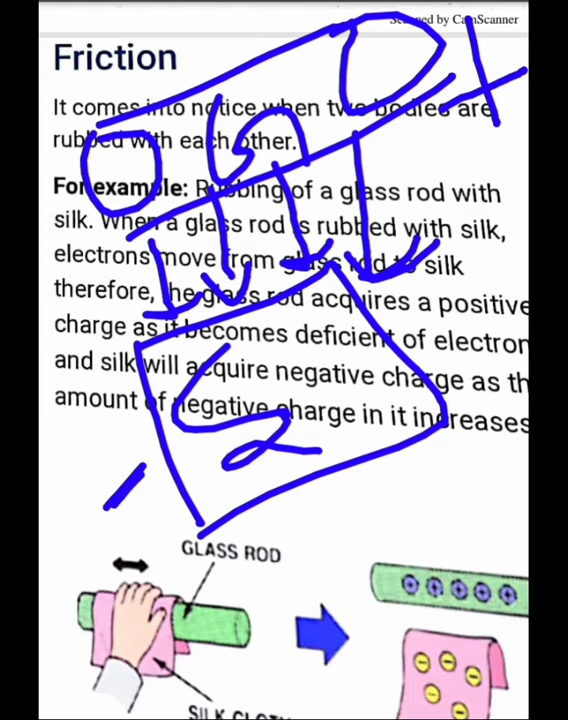 Scanned by CamScanner
Friction
It comes into notice when two bodies are
rubbed with each other.
For example: Rubbing of a glass rod with
silk. When a glass rod is rubbed with silk,
electrons move from glass rod to silk
therefore, the glass rod acquires a positive
charge as it becomes deficient of electron
and silk will acquire negative charge as th
amount of negative charge in it increases
GLASS ROD
SILK CLOTH